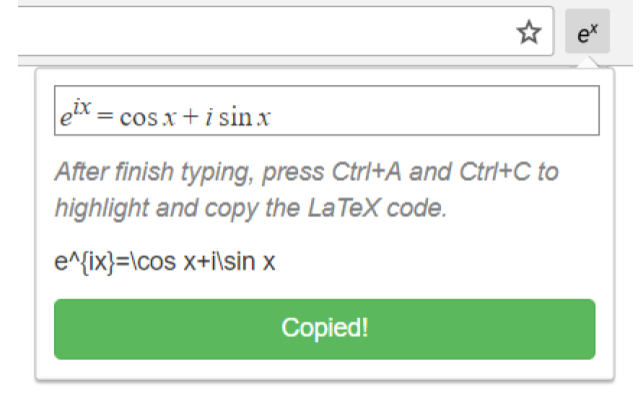 eˣ
e^{ix} = cos x + i sin x
After finish typing, press Ctrl+A and Ctrl+C to
highlight and copy the LaTeX code.
e^{ix}=\cos x+i\sin x
Copied!